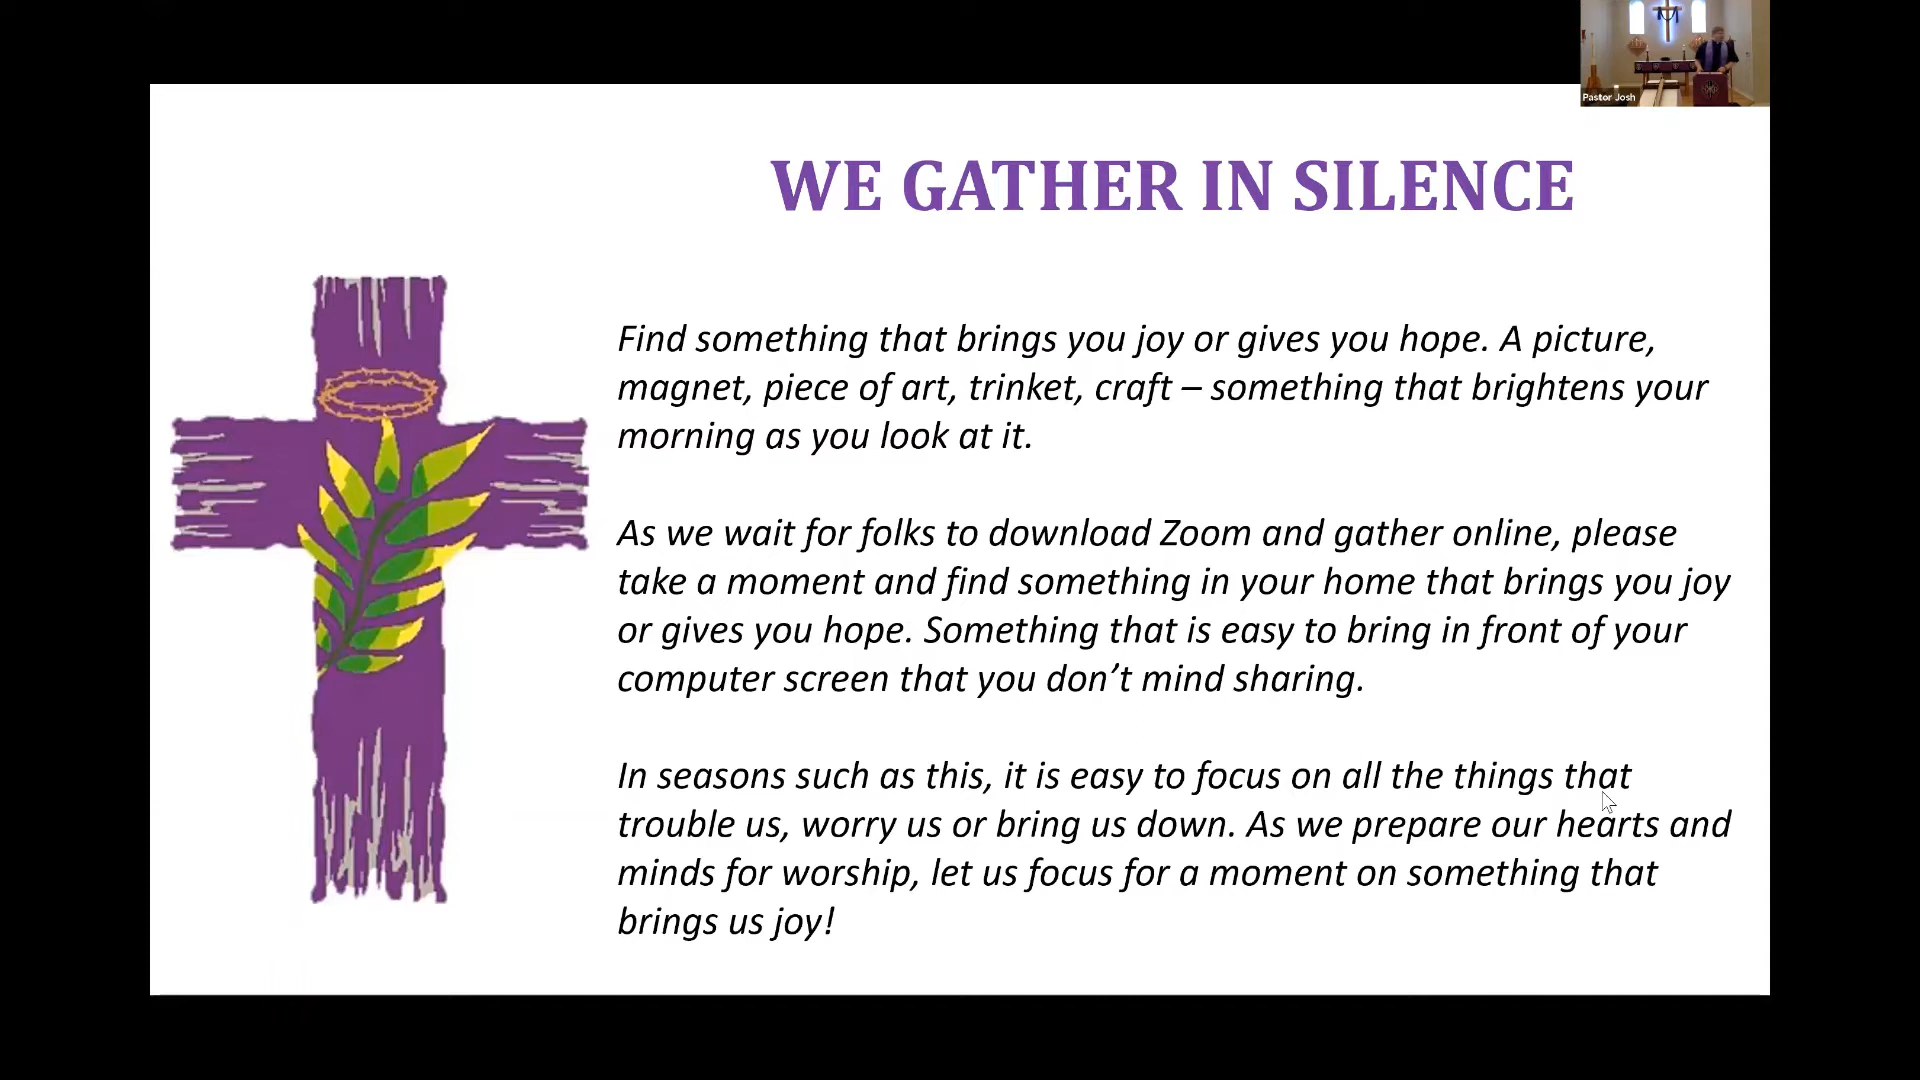 Pastor Josh
WE GATHER IN SILENCE
Find something that brings you joy or gives you hope. A picture,
magnet, piece of art, trinket, craft – something that brightens your
morning as you look at it.
As we wait for folks to download Zoom and gather online, please
take a moment and find something in your home that brings you joy
or gives you hope. Something that is easy to bring in front of your
computer screen that you don’t mind sharing.
In seasons such as this, it is easy to focus on all the things that
trouble us, worry us or bring us down. As we prepare our hearts and
minds for worship, let us focus for a moment on something that
brings us joy!